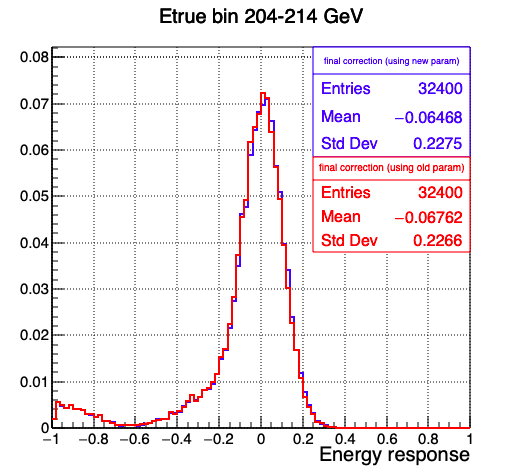 Etrue bin 204-214 GeV
final correction (using new param)
Entries 32400
Mean −0.06468
Std Dev 0.2275
final correction (using old param)
Entries 32400
Mean −0.06762
Std Dev 0.2266
0.08
0.07
0.06
0.05
0.04
0.03
0.02
0.01
0
−1 −0.8 −0.6 −0.4 −0.2 0 0.2 0.4 0.6 0.8 1
Energy response